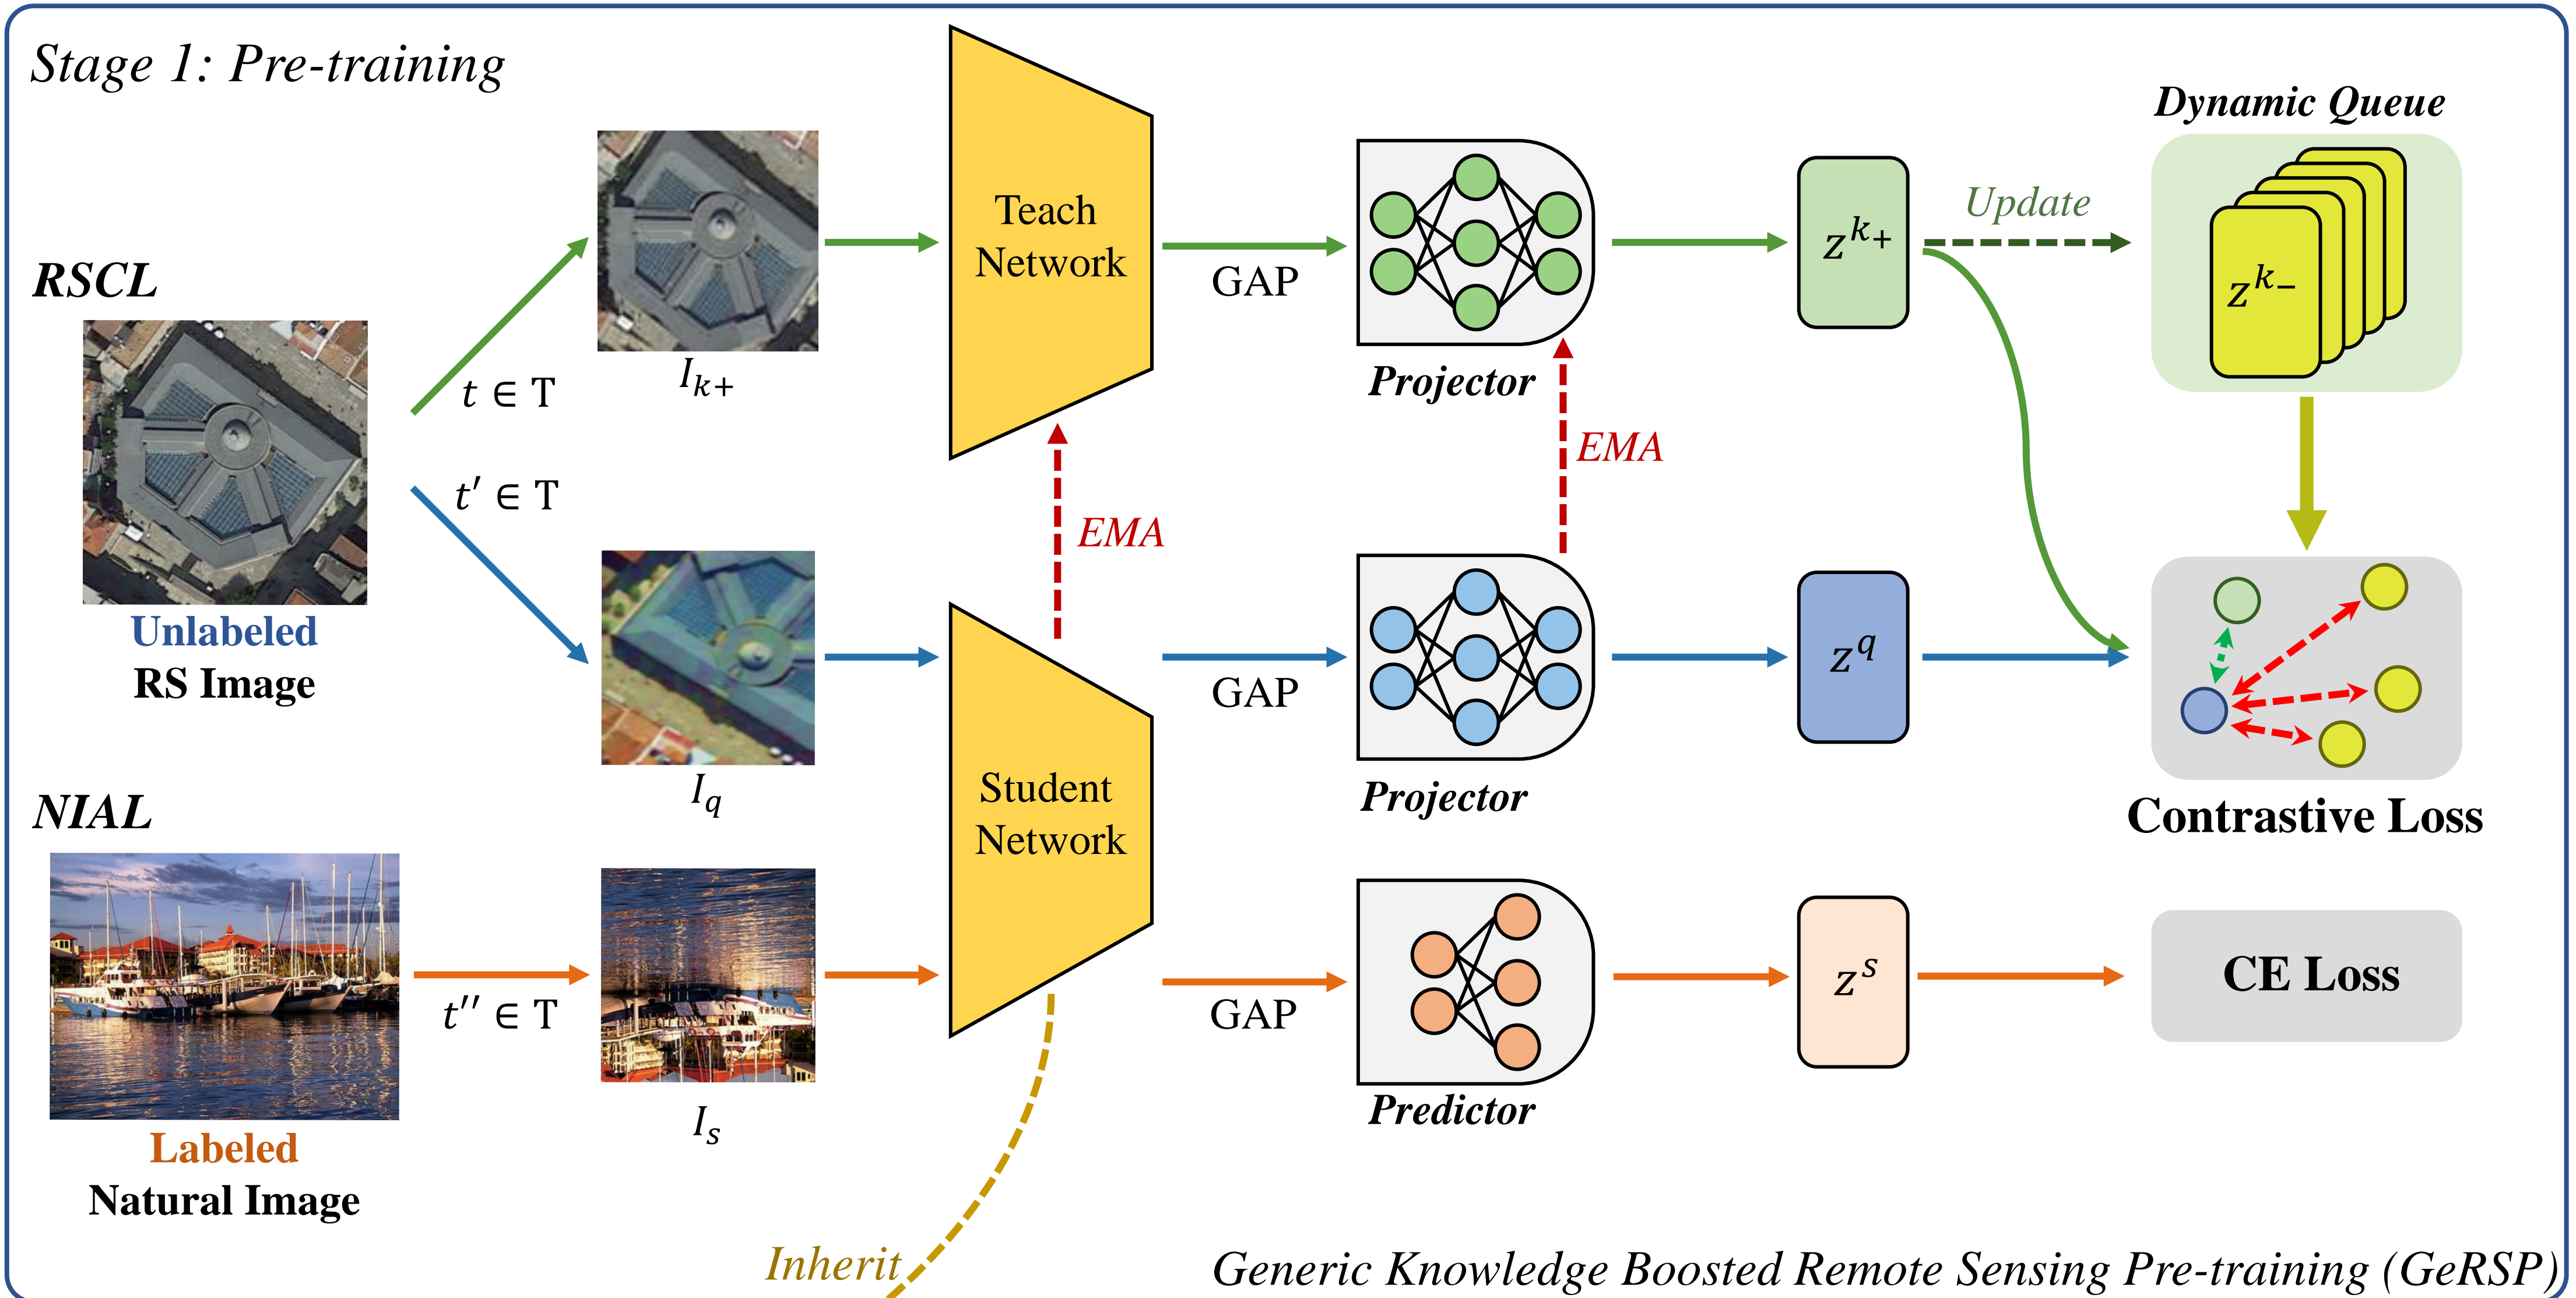 Stage 1: Pre-training
RSCL
t ∈ T
t′ ∈ T
Unlabeled
RS Image
NIAL
t′′ ∈ T
Labeled
Natural Image
I_{k+}
I_q
I_s
Teach
Network
EMA
Student
Network
Inherit
GAP
GAP
GAP
Projector
EMA
Projector
Predictor
z^{k+}
z^q
z^s
Update
Dynamic Queue
z^{k−}
Contrastive Loss
CE Loss
Generic Knowledge Boosted Remote Sensing Pre-training (GeRSP)